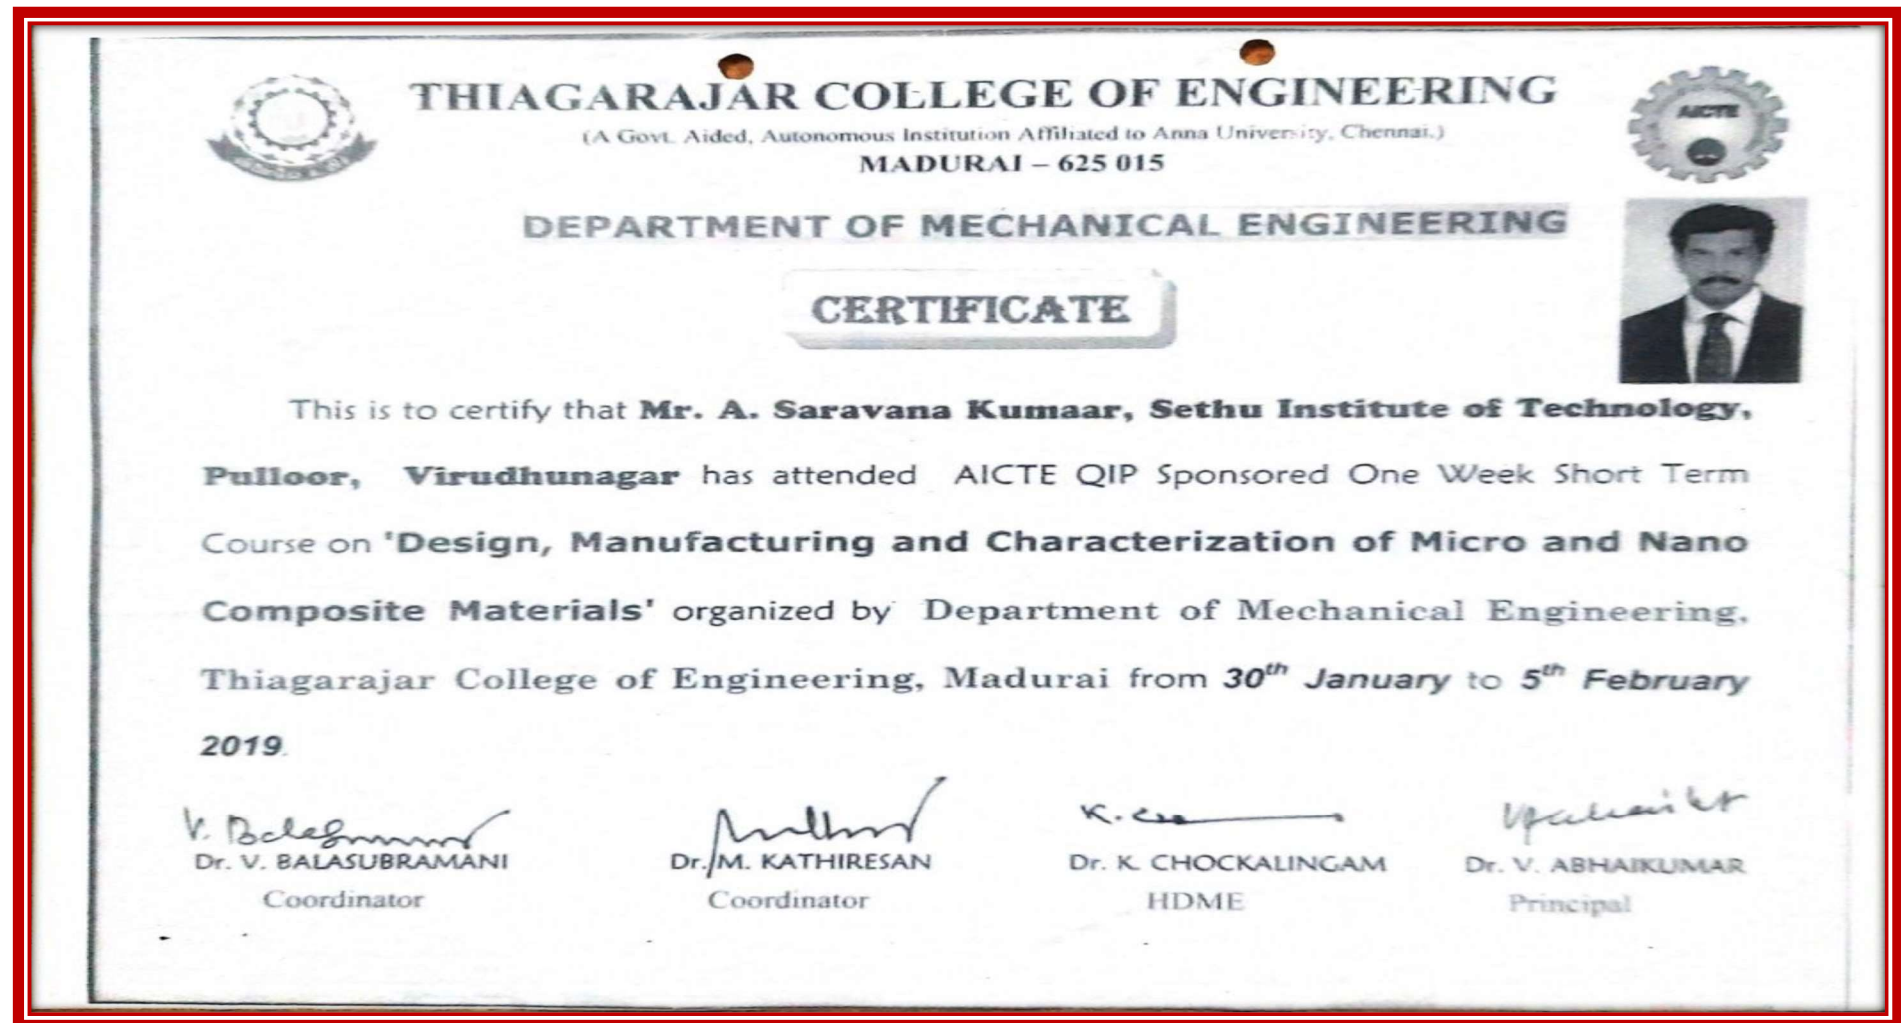 THIAGARAJAR COLLEGE OF ENGINEERING
(A Govt. Aided, Autonomous Institution Affiliated to Anna University, Chennai.)
MADURAI – 625 015
AICTE
DEPARTMENT OF MECHANICAL ENGINEERING
CERTIFICATE
This is to certify that Mr. A. Saravana Kumaar, Sethu Institute of Technology,
Pulloor, Virudhunagar has attended AICTE QIP Sponsored One Week Short Term
Course on 'Design, Manufacturing and Characterization of Micro and Nano
Composite Materials' organized by Department of Mechanical Engineering,
Thiagarajar College of Engineering, Madurai from 30th January to 5th February
2019.
V. Dr. V. BALASUBRAMANI Dr. M. KATHIRESAN Dr. K. CHOCKALINGAM Dr. V. ABHAIKUMAR
Coordinator Coordinator HDME Principal